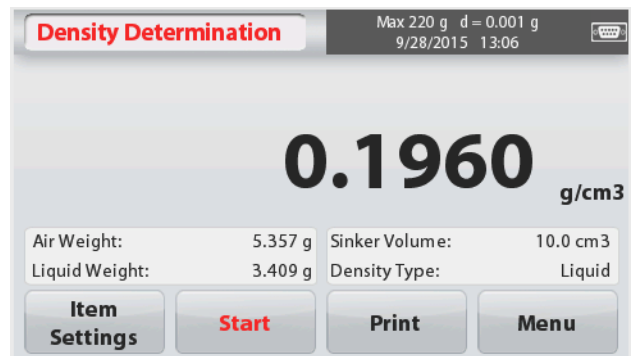 Density Determination
Max 220 g d = 0.001 g
9/28/2015 13:06
0.1960
g/cm3
Air Weight: 5.357 g Sinker Volume: 10.0 cm3
Liquid Weight: 3.409 g Density Type: Liquid
Item Settings
Start
Print
Menu